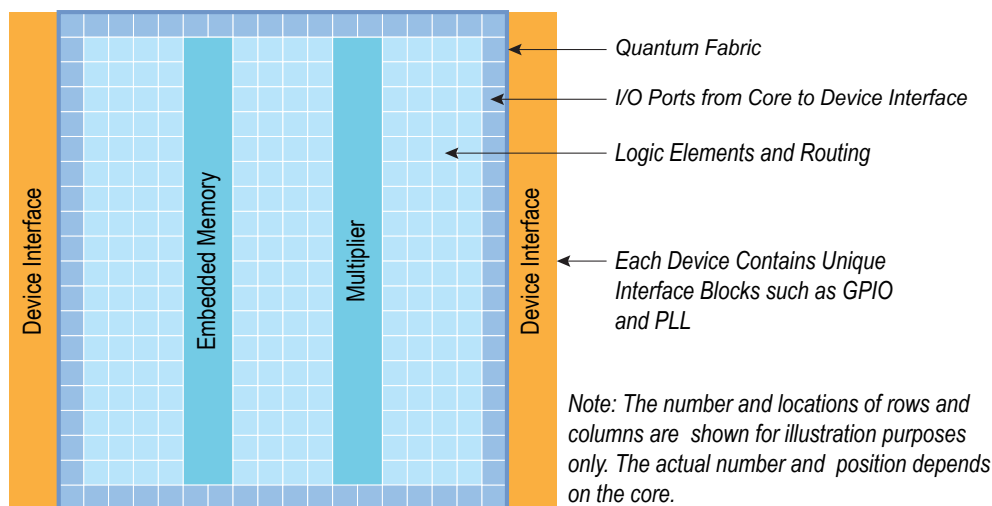 Device Interface
Embedded Memory
Multiplier
Device Interface
Quantum Fabric
I/O Ports from Core to Device Interface
Logic Elements and Routing
Each Device Contains Unique
Interface Blocks such as GPIO
and PLL
Note: The number and locations of rows and
columns are shown for illustration purposes
only. The actual number and position depends
on the core.